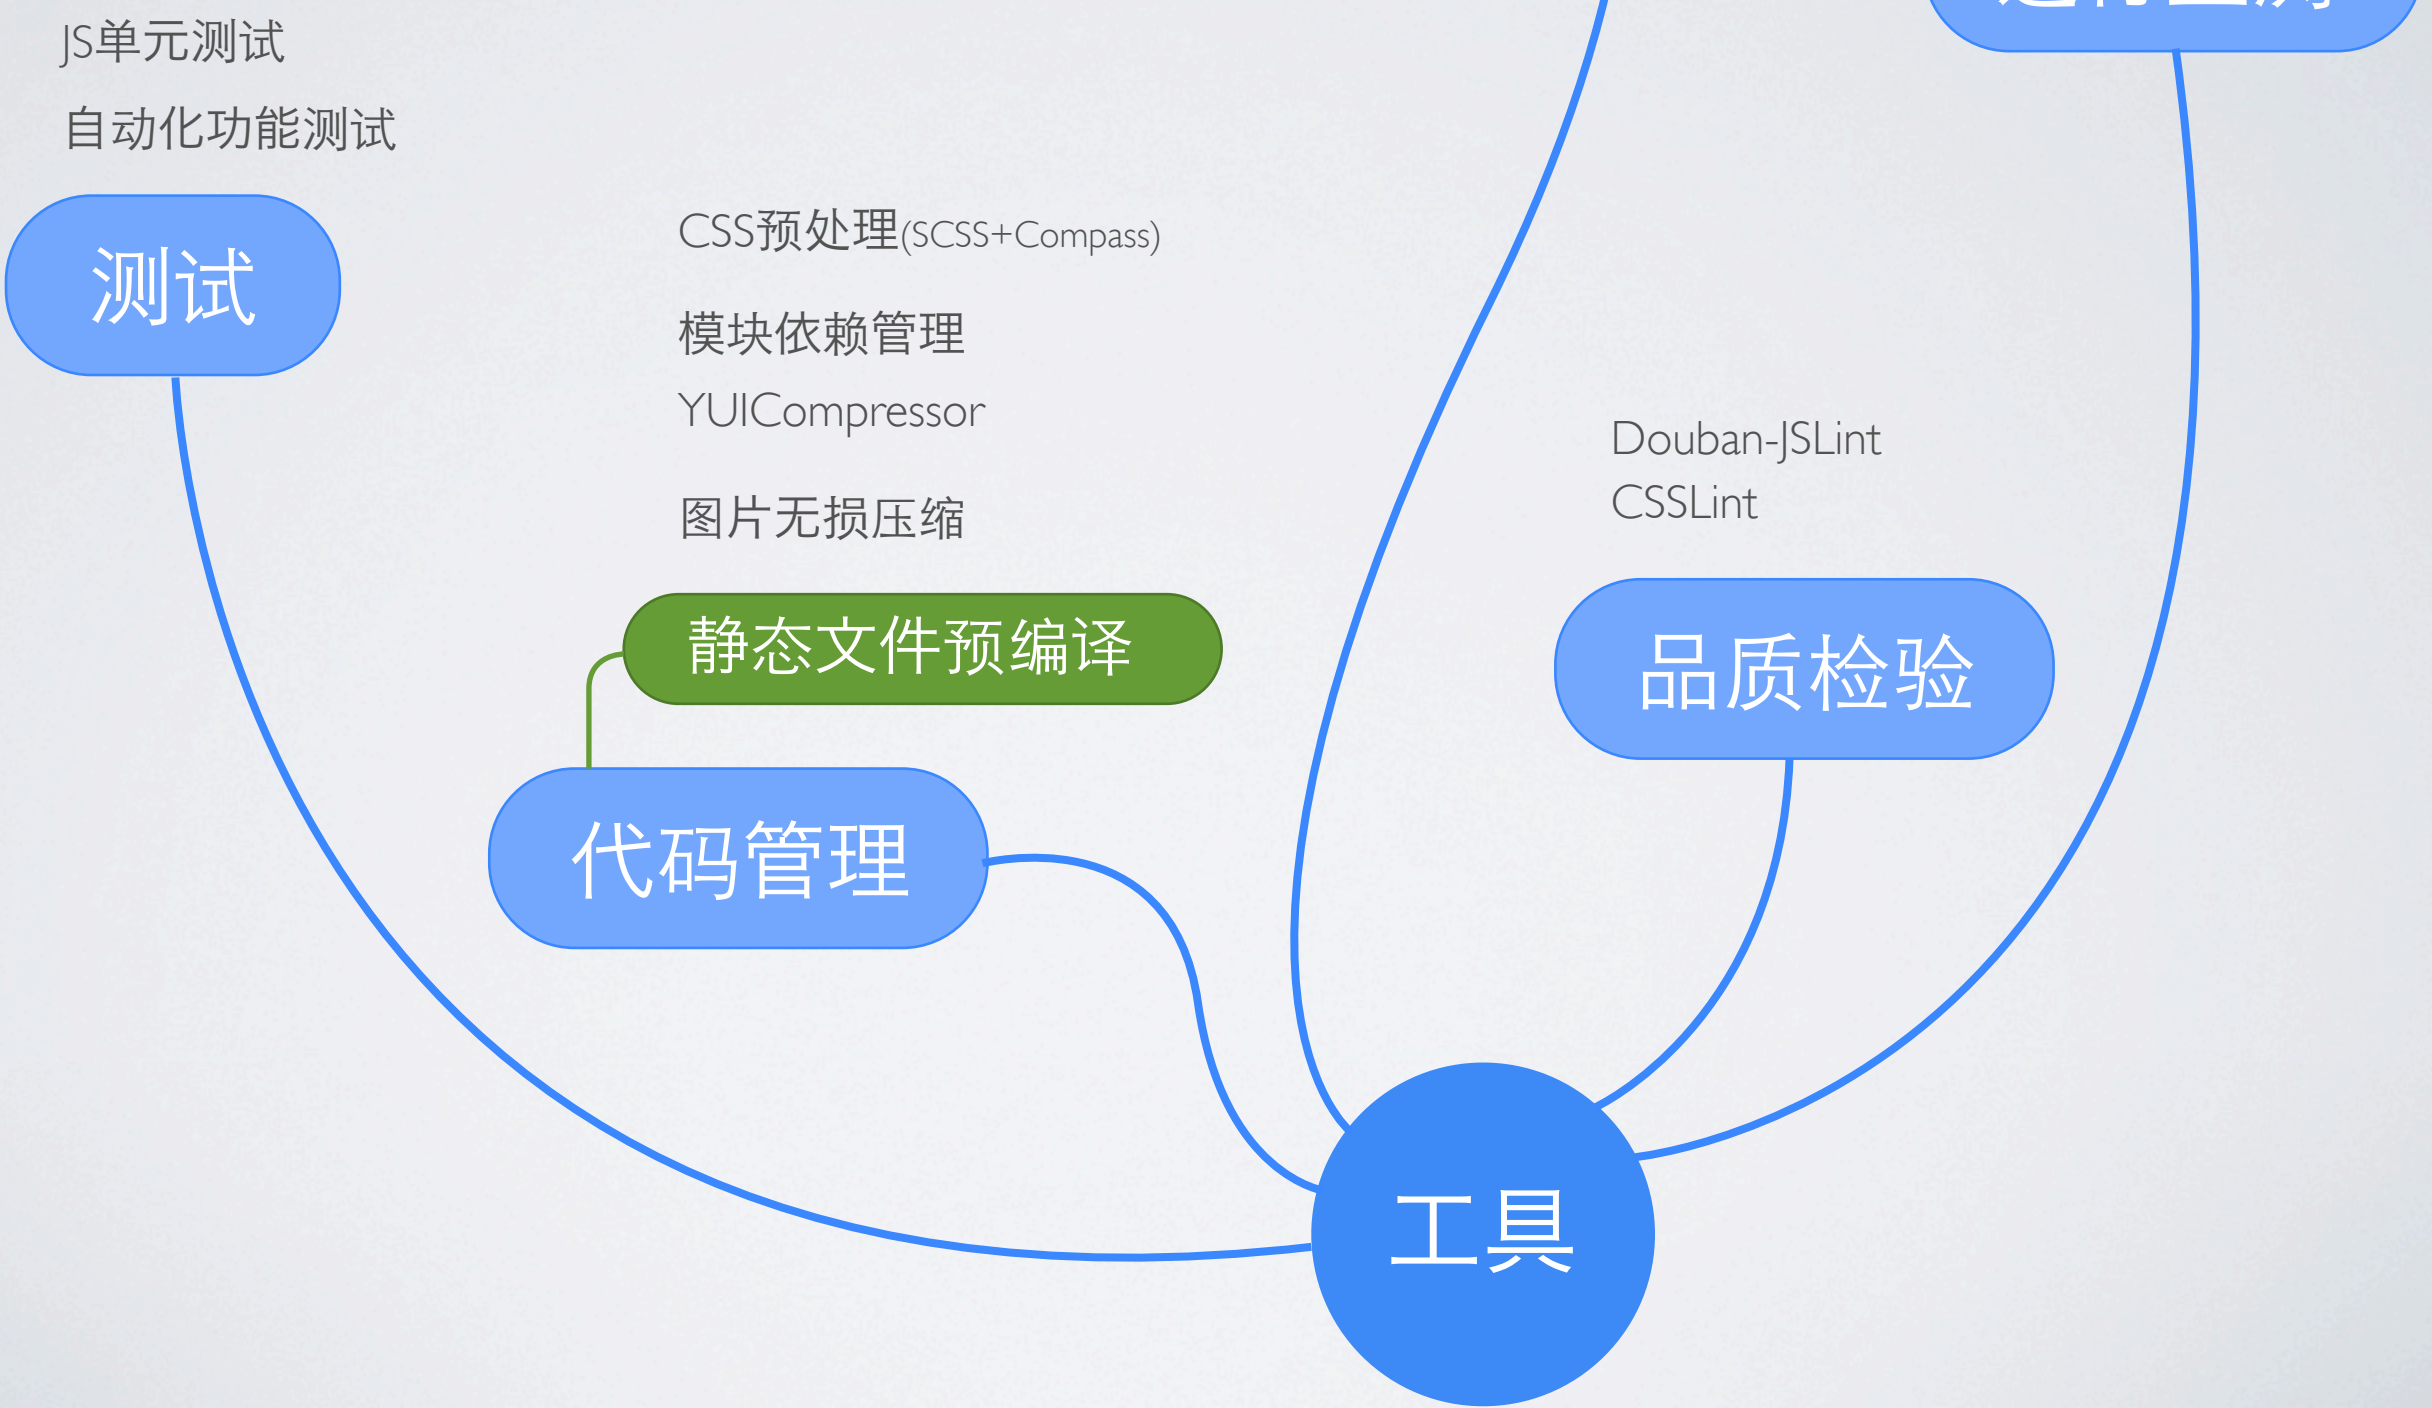 JS单元测试
自动化功能测试
测试
CSS预处理(SCSS+Compass)
模块依赖管理
YUICompressor
图片无损压缩
静态文件预编译
代码管理
Douban-JSLint
CSSLint
品质检验
工具